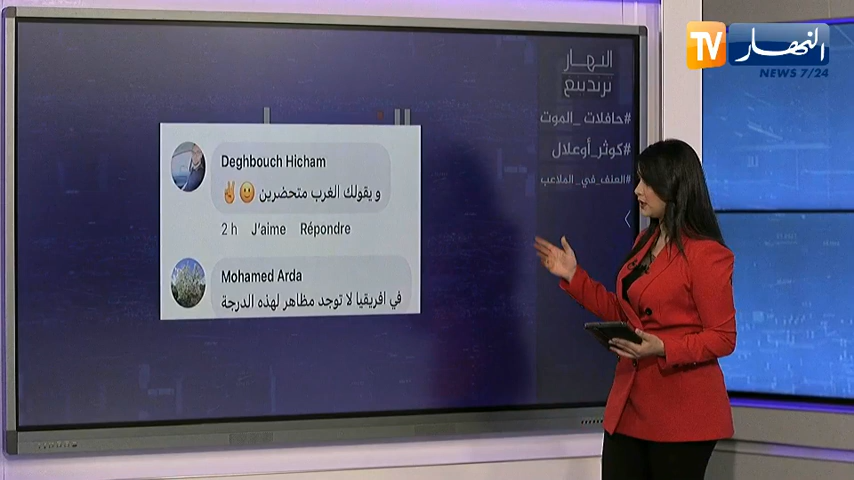 النهار TV
NEWS 7/24
النهار
تريندينغ
#حافلات_الموت
#كوثر_أوعلال
#العنف_في_الملاعب
Deghbouch Hicham
و يقولك الغرب متحضرين 🙂✌
2 h J'aime Répondre
Mohamed Arda
في افريقيا لا توجد مظاهر لهذه الدرجة